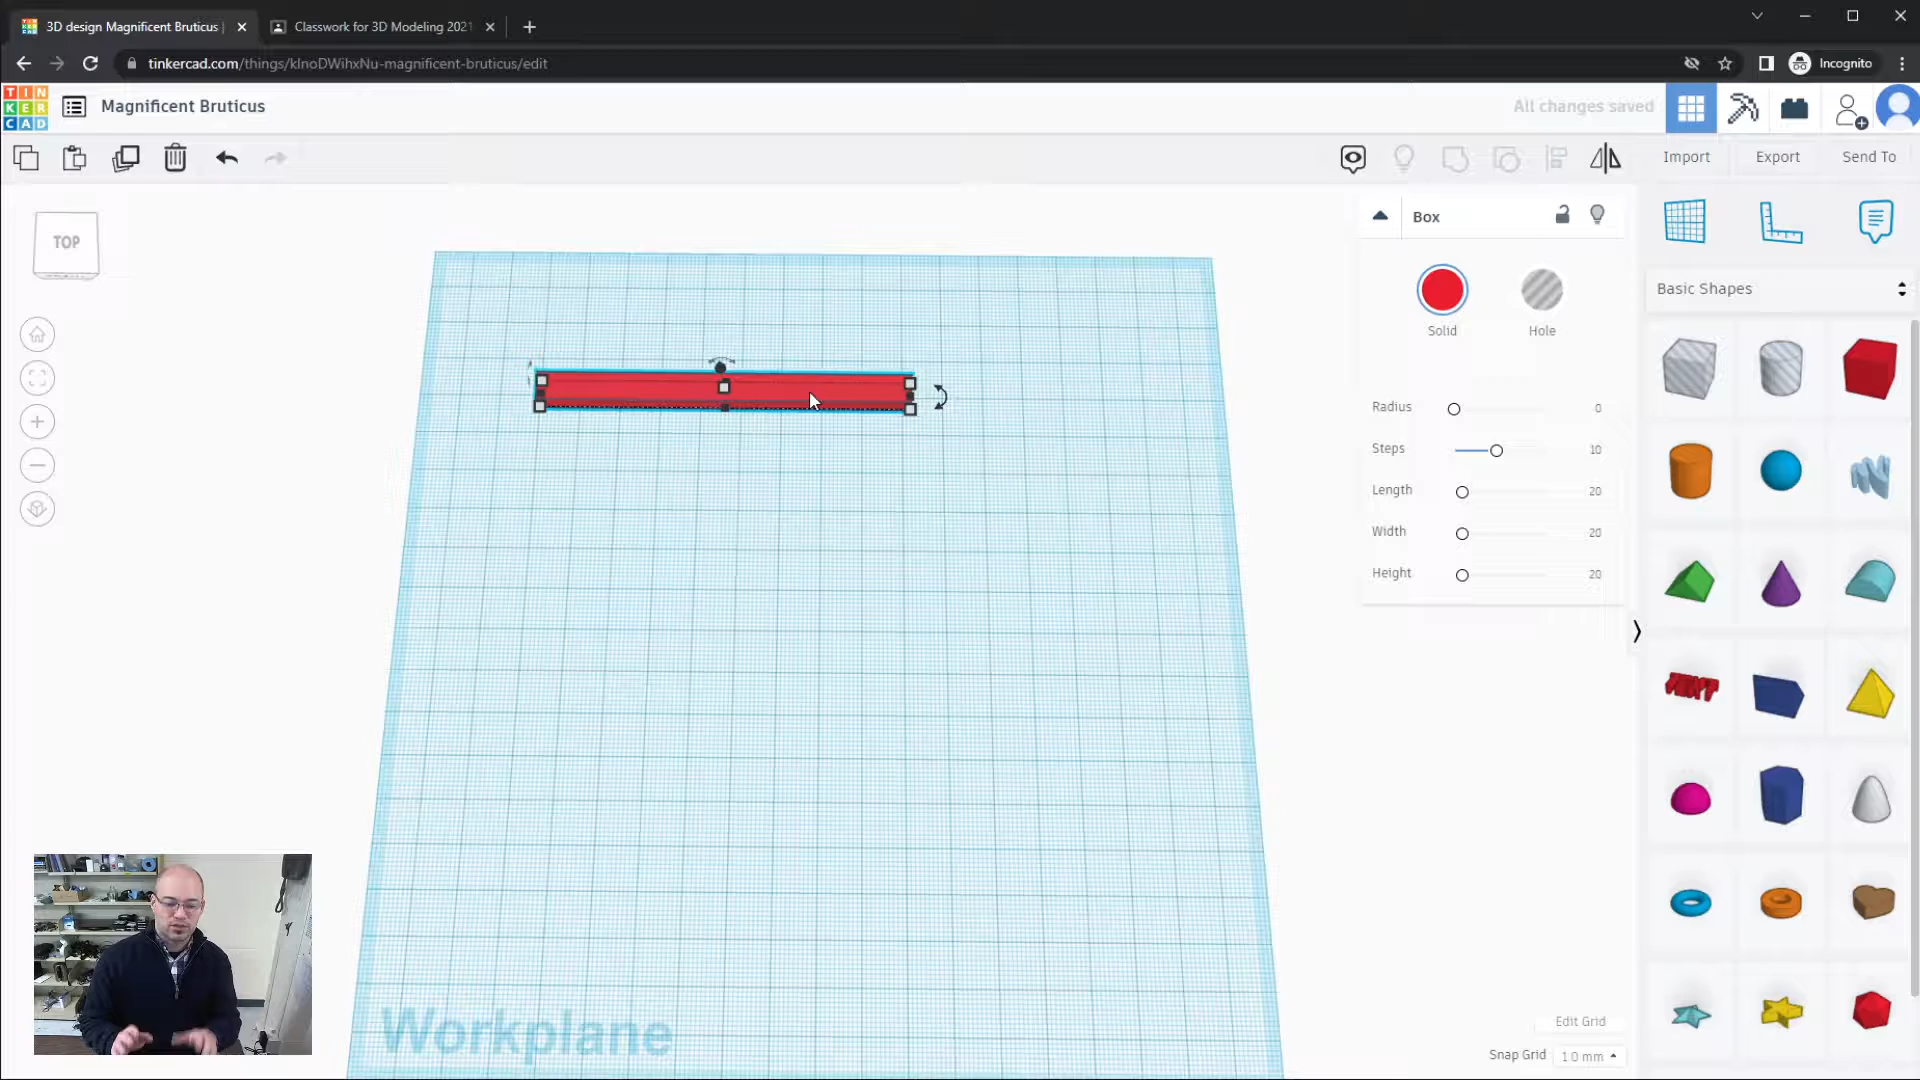 3D design Magnificent Bruticus |
Classwork for 3D Modeling 2021
tinkercad.com/things/klnoDWihxNu-magnificent-bruticus/edit
Incognito
TIN
KER
CAD
Magnificent Bruticus
All changes saved
Import
Export
Send To
TOP
Box
Solid
Hole
Basic Shapes
Radius 0
Steps 10
Length 20
Width 20
Height 20
TEXT
Workplane
Edit Grid
Snap Grid 1.0 mm